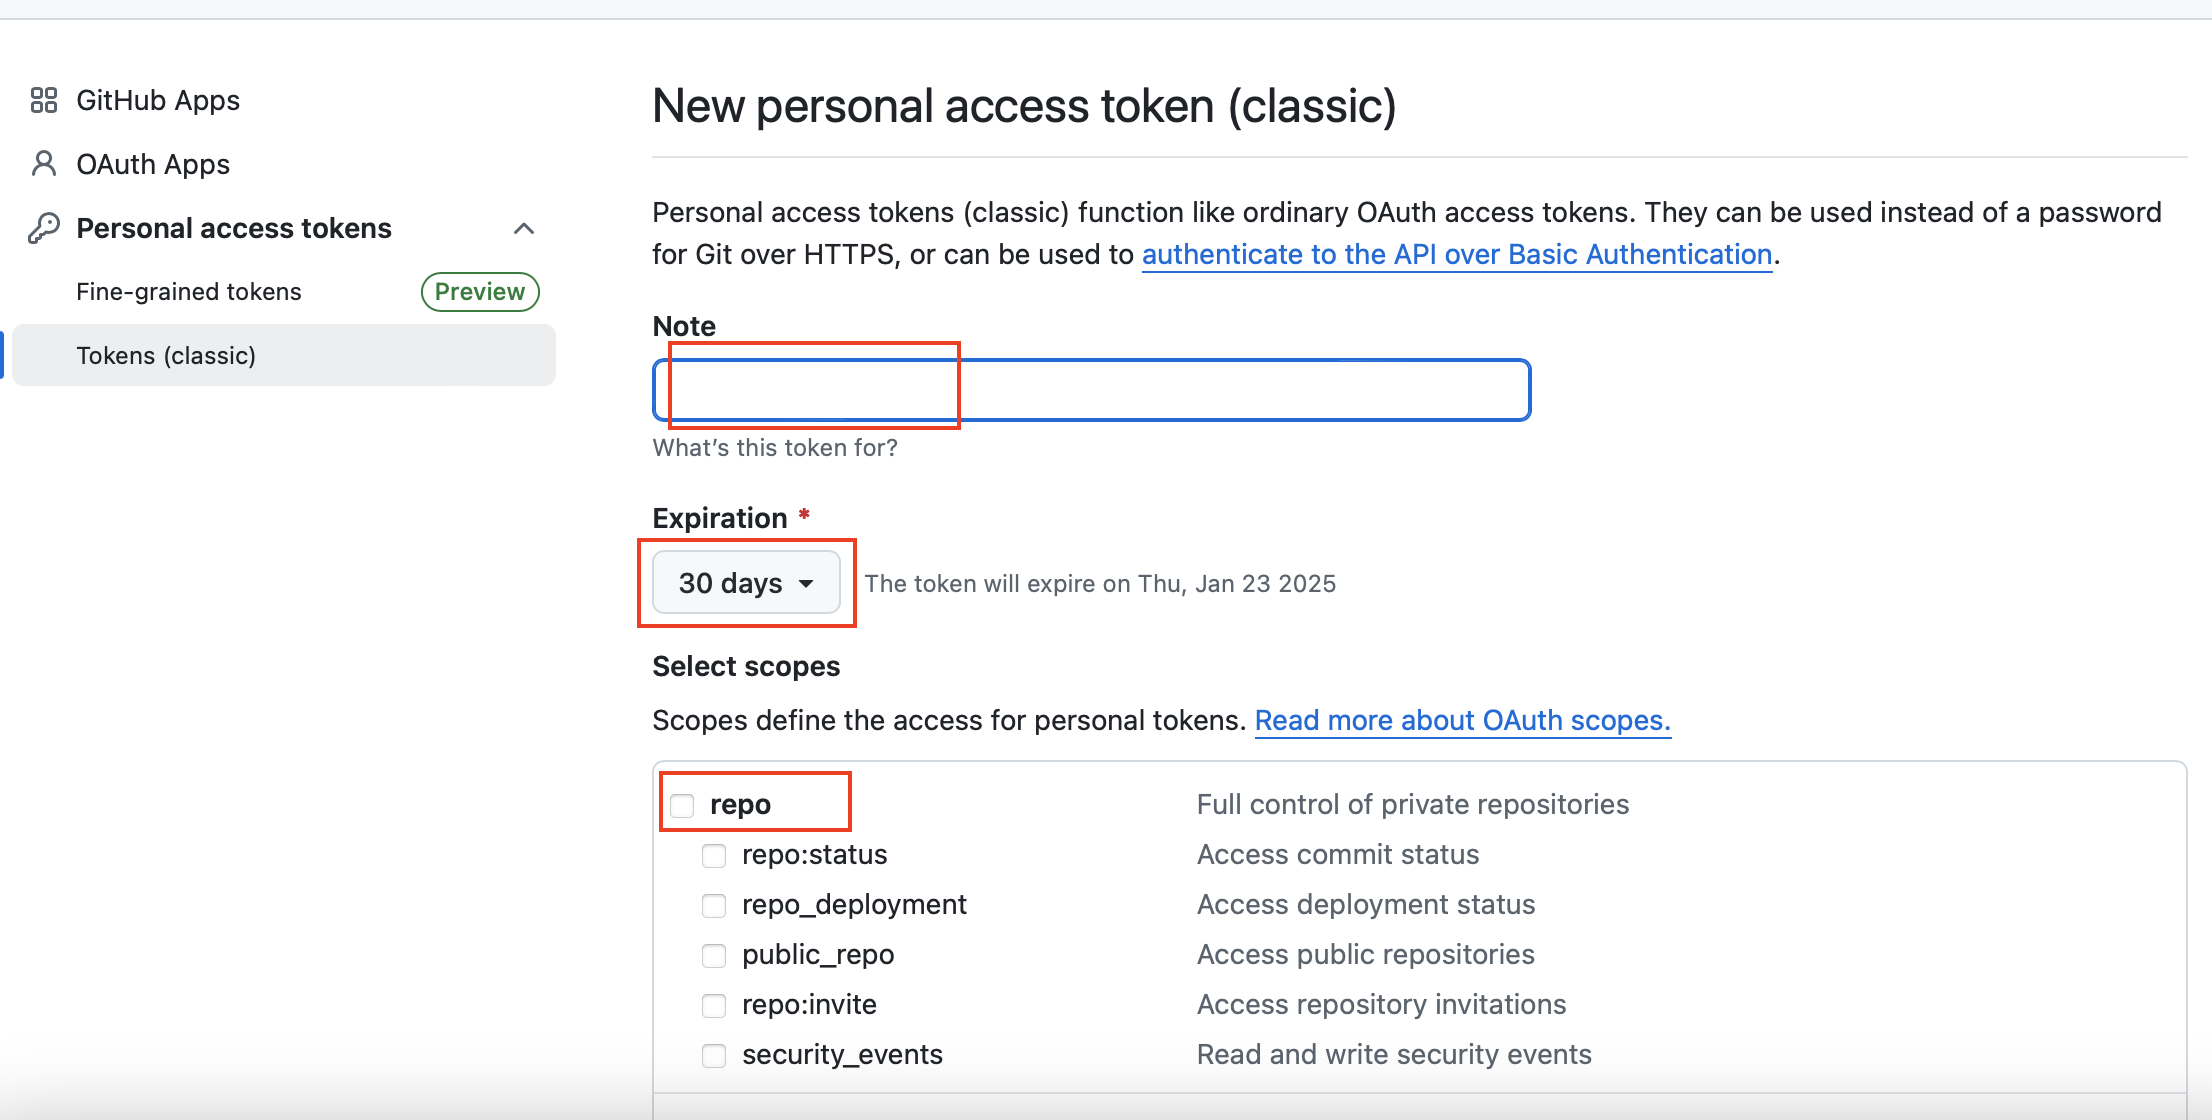 GitHub Apps
OAuth Apps
Personal access tokens
Fine-grained tokens Preview
Tokens (classic)
New personal access token (classic)
Personal access tokens (classic) function like ordinary OAuth access tokens. They can be used instead of a password
for Git over HTTPS, or can be used to authenticate to the API over Basic Authentication.
Note
What's this token for?
Expiration *
30 days The token will expire on Thu, Jan 23 2025
Select scopes
Scopes define the access for personal tokens. Read more about OAuth scopes.
repo Full control of private repositories
repo:status Access commit status
repo_deployment Access deployment status
public_repo Access public repositories
repo:invite Access repository invitations
security_events Read and write security events